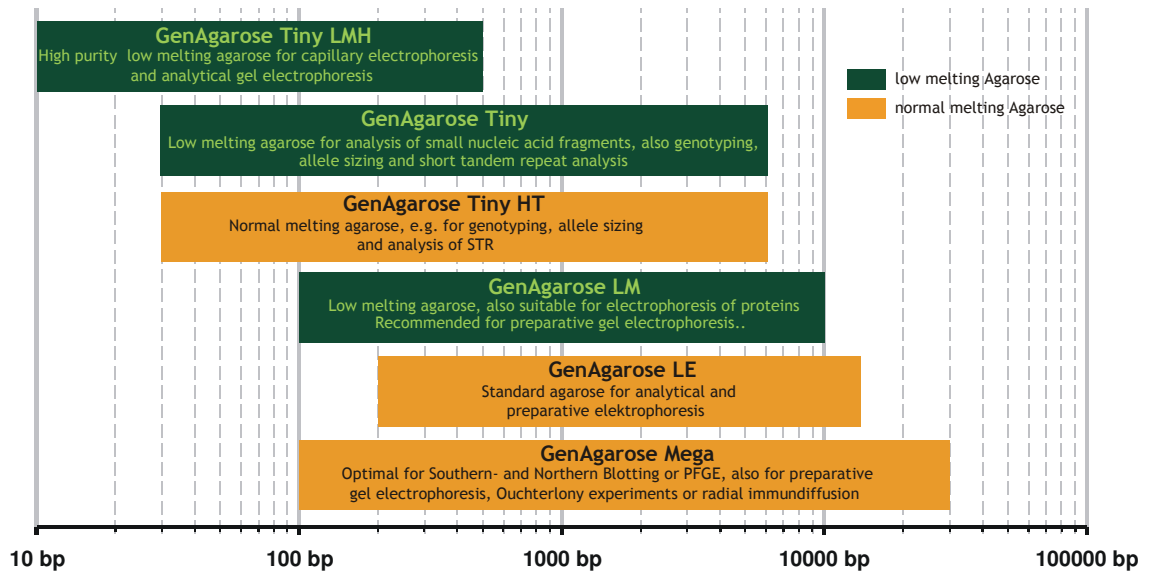 GenAgarose Tiny LMH
High purity low melting agarose for capillary electrophoresis
and analytical gel electrophoresis
low melting Agarose
normal melting Agarose
GenAgarose Tiny
Low melting agarose for analysis of small nucleic acid fragments, also genotyping,
allele sizing and short tandem repeat analysis
GenAgarose Tiny HT
Normal melting agarose, e.g. for genotyping, allele sizing
and analysis of STR
GenAgarose LM
Low melting agarose, also suitable for electrophoresis of proteins
Recommended for preparative gel electrophoresis..
GenAgarose LE
Standard agarose for analytical and
preparative elektrophoresis
GenAgarose Mega
Optimal for Southern- and Northern Blotting or PFGE, also for preparative
gel electrophoresis, Ouchterlony experiments or radial immundiffusion
10 bp 100 bp 1000 bp 10000 bp 100000 bp